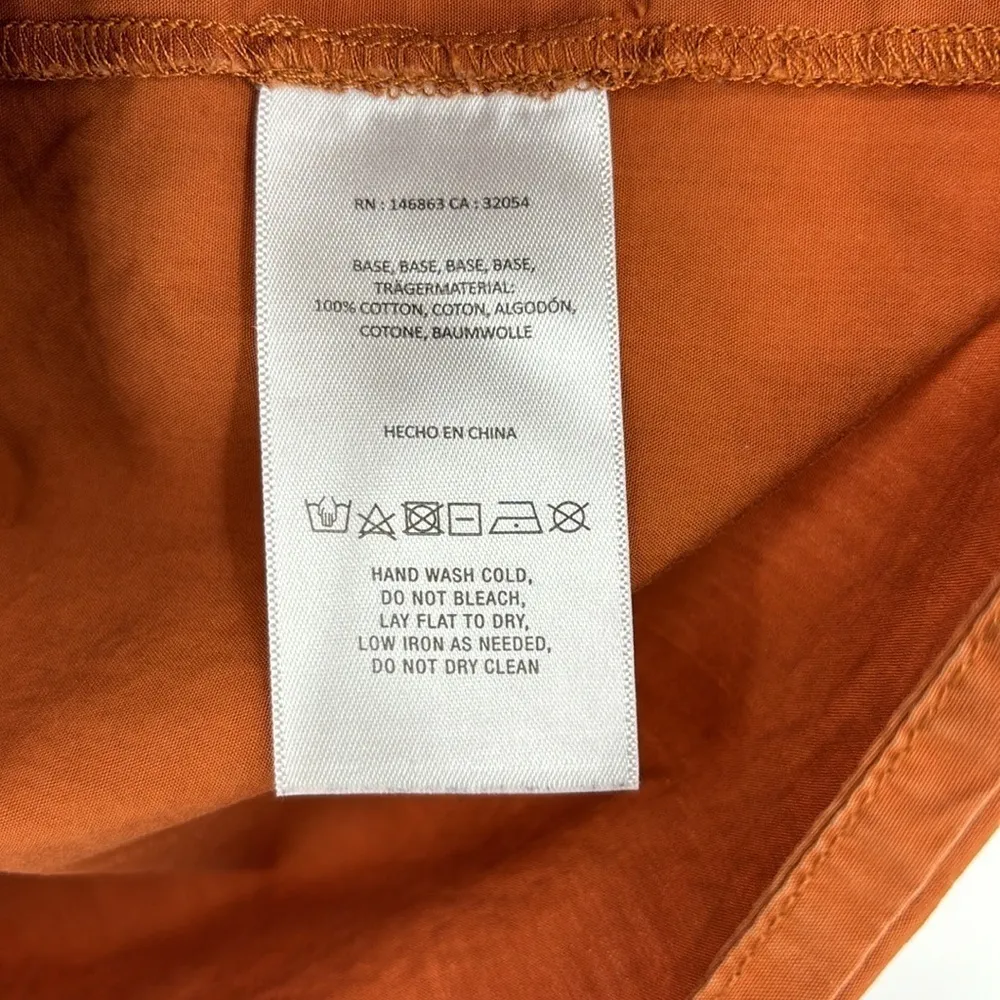 RN : 146863 CA : 32054
BASE, BASE, BASE, BASE,
TRÄGERMATERIAL:
100% COTTON, COTON, ALGODÓN,
COTONE, BAUMWOLLE
HECHO EN CHINA
HAND WASH COLD,
DO NOT BLEACH,
LAY FLAT TO DRY,
LOW IRON AS NEEDED,
DO NOT DRY CLEAN